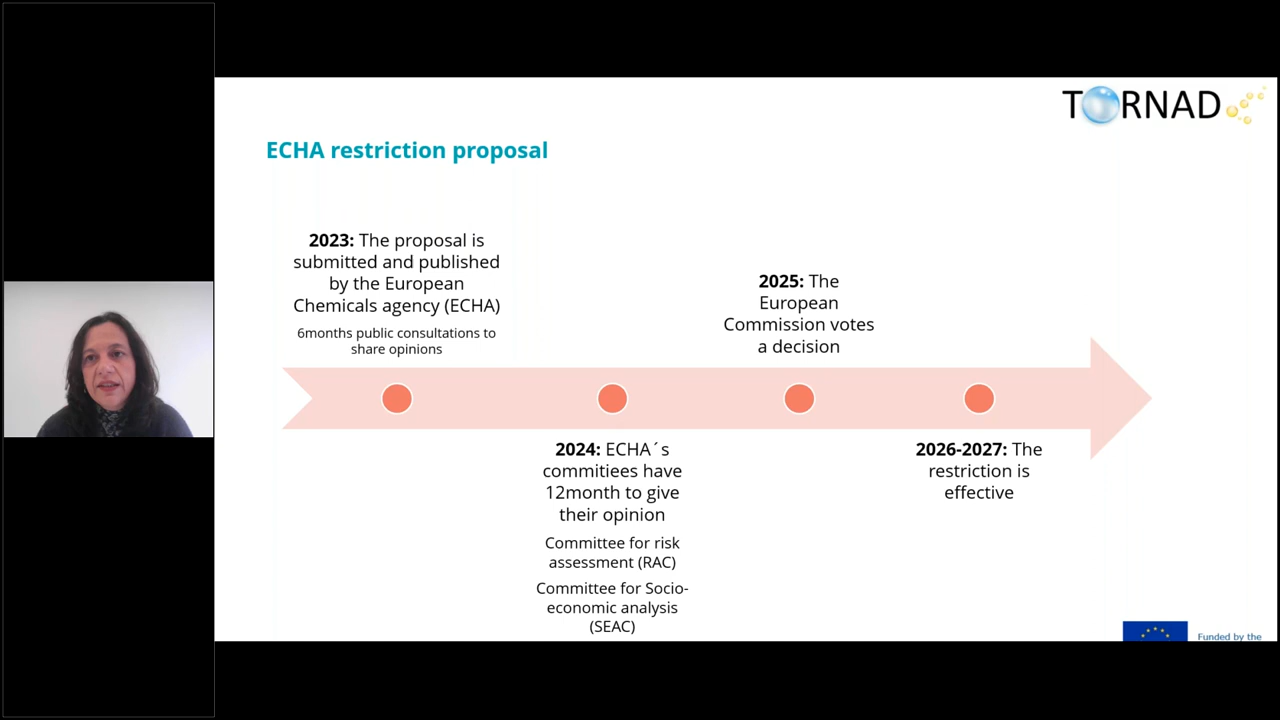 TORNAD
ECHA restriction proposal
2023: The proposal is
submitted and published
by the European
Chemicals agency (ECHA)
6months public consultations to
share opinions
2024: ECHA´s
commitiees have
12month to give
their opinion
Committee for risk
assessment (RAC)
Committee for Socio-
economic analysis
(SEAC)
2025: The
European
Commission votes
a decision
2026-2027: The
restriction is
effective
Funded by the